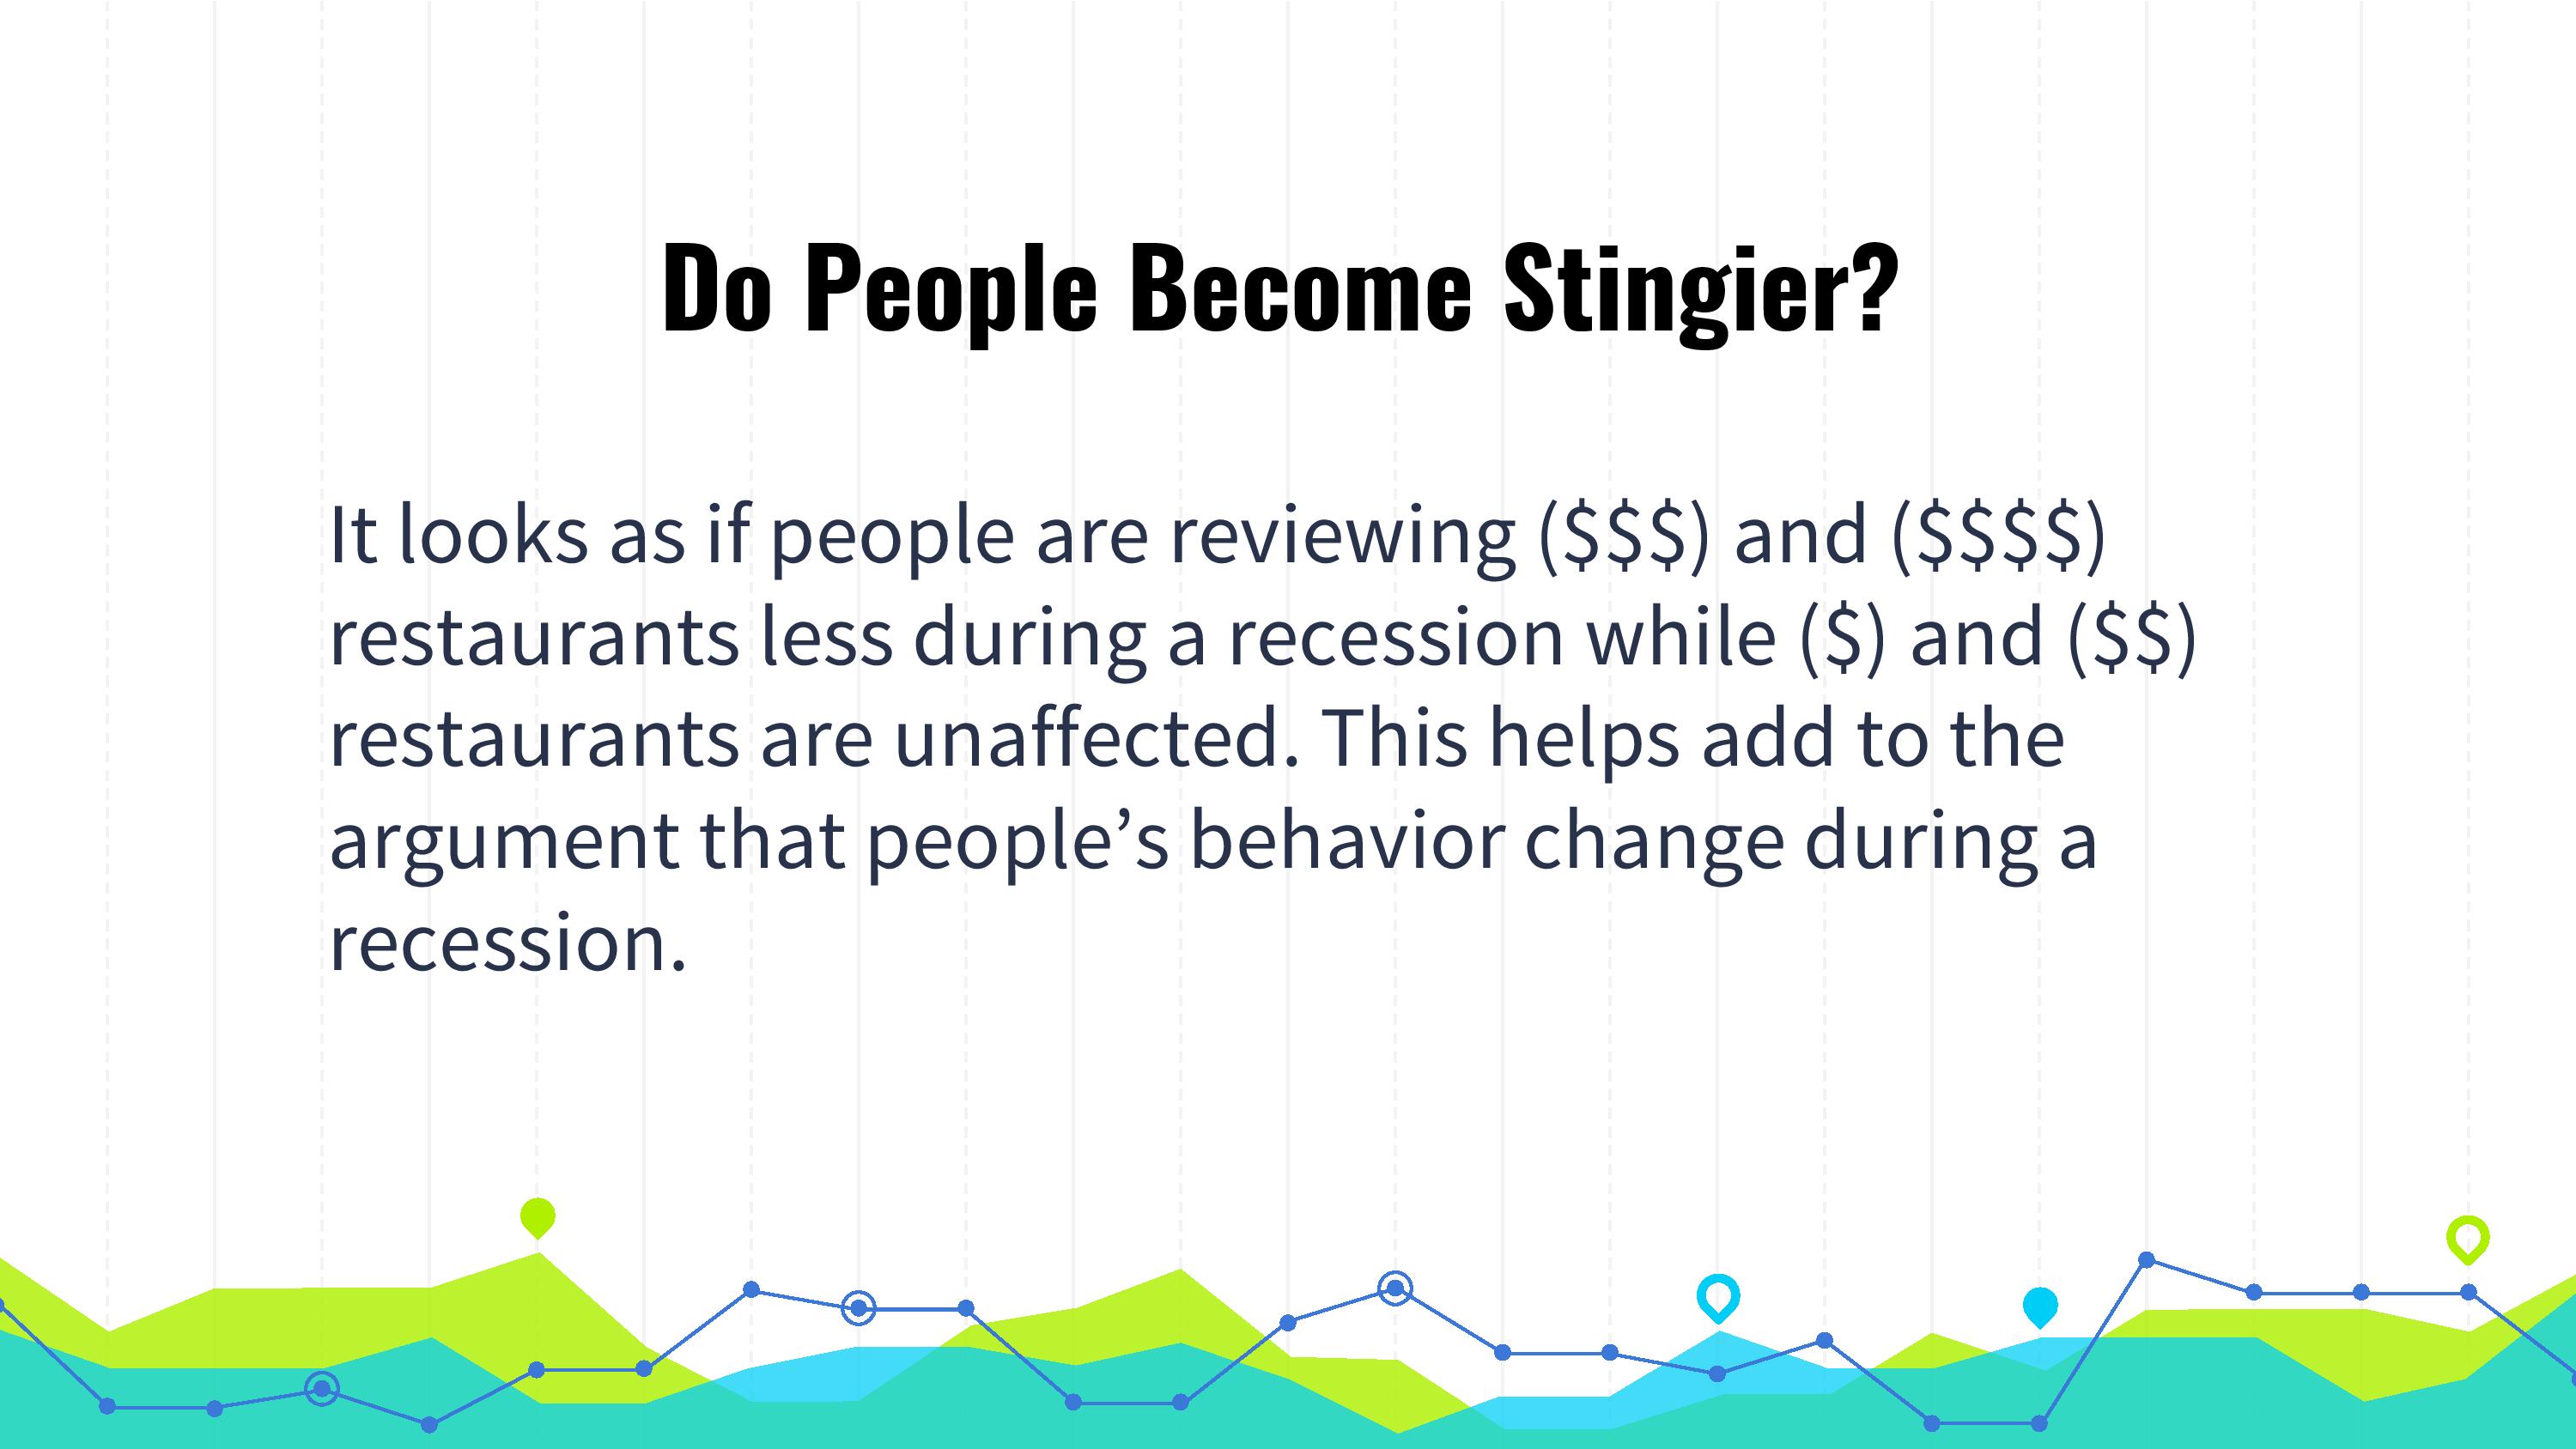 Do People Become Stingier?
It looks as if people are reviewing ($$$) and ($$$$)
restaurants less during a recession while ($) and ($$)
restaurants are unaffected. This helps add to the
argument that people’s behavior change during a
recession.